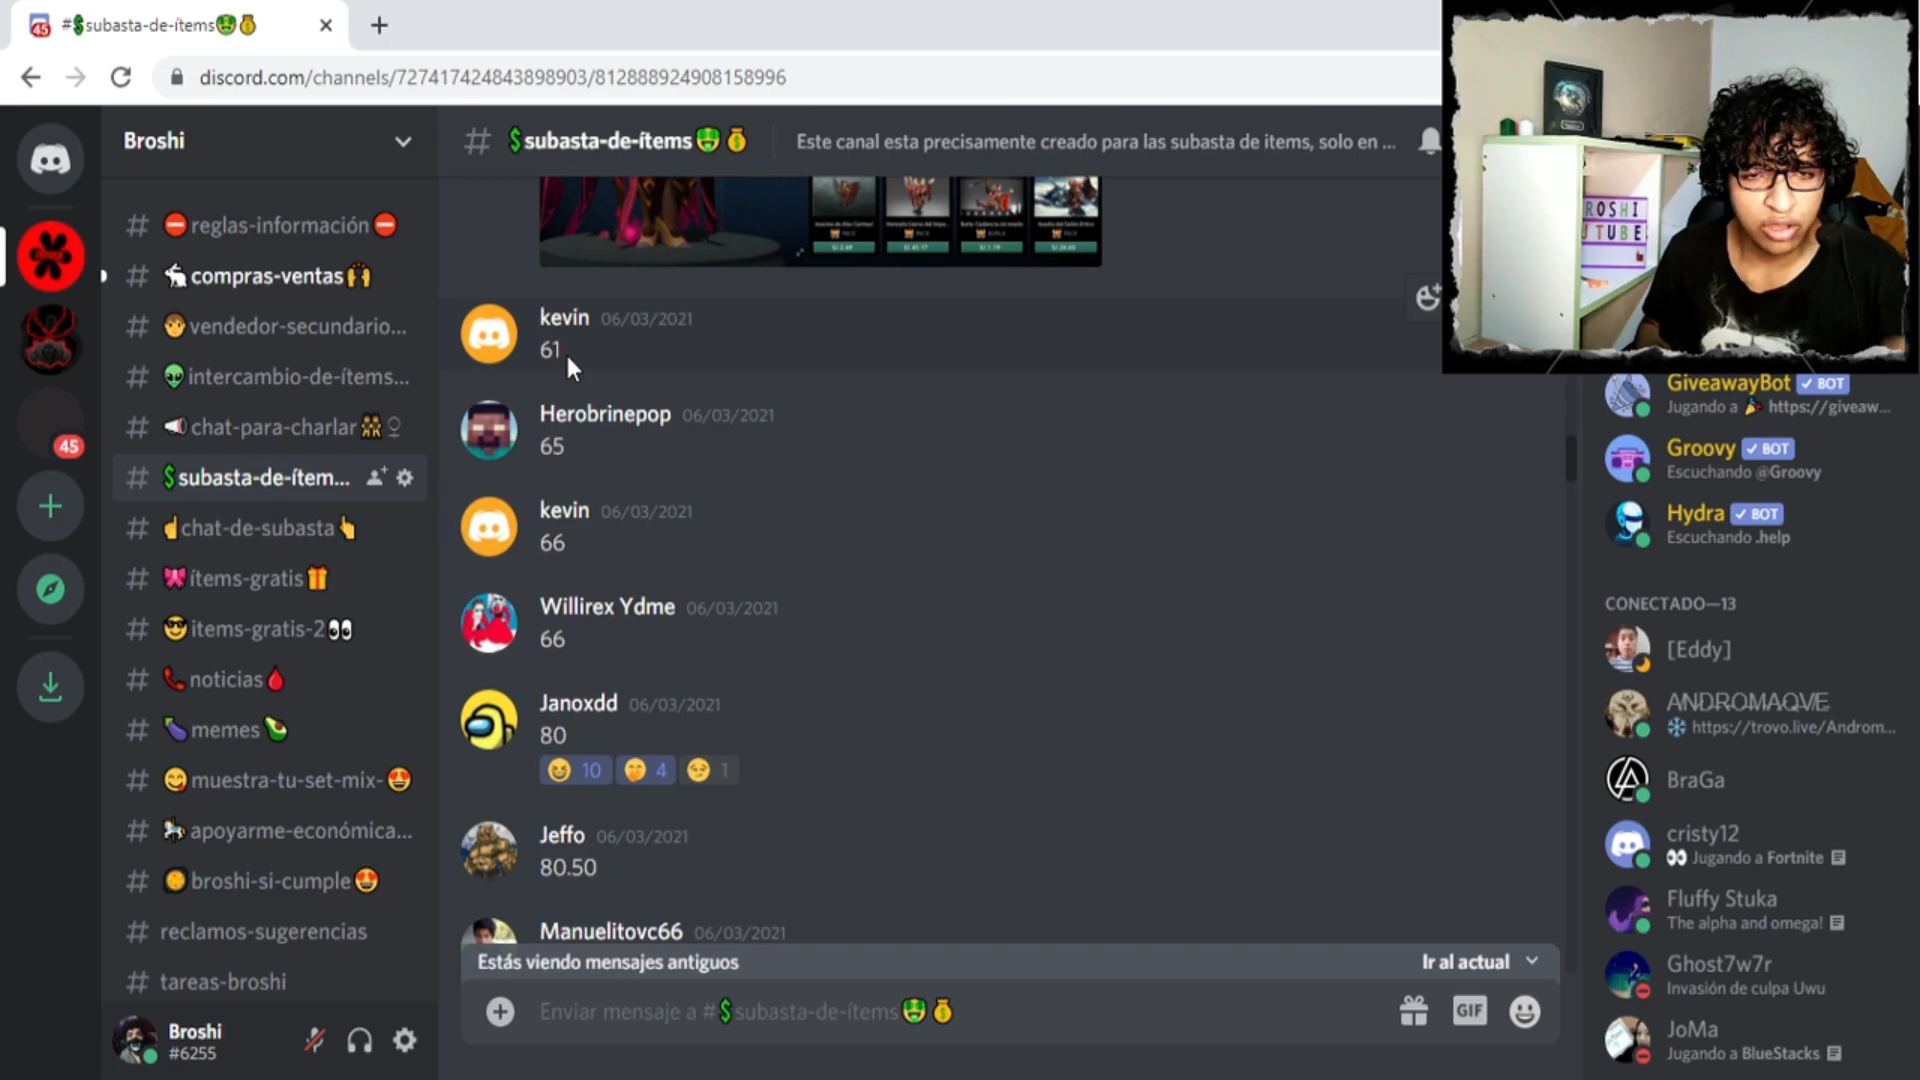 45 #$subasta-de-ítems
discord.com/channels/727417424843898903/812888924908158996
Broshi
# $subasta-de-ítems
Este canal esta precisamente creado para las subasta de items, solo en ...
# reglas-información
# compras-ventas
# vendedor-secundario...
# intercambio-de-ítems...
# chat-para-charlar
# $subasta-de-ítem...
# chat-de-subasta
# ítems-gratis
# items-gratis-2
# noticias
# memes
# muestra-tu-set-mix-
# apoyarme-económica...
# broshi-si-cumple
# reclamos-sugerencias
# tareas-broshi
45
Broshi
#6255
kevin 06/03/2021
61
Herobrinepop 06/03/2021
65
kevin 06/03/2021
66
Willirex Ydme 06/03/2021
66
Janoxdd 06/03/2021
80
10 4 1
Jeffo 06/03/2021
80.50
Manuelitovc66 06/03/2021
Estás viendo mensajes antiguos
Ir al actual
Enviar mensaje a #$subasta-de-ítems
GIF
ROSHI
UTUBE
GiveawayBot BOT
Jugando a https://giveaw...
Groovy BOT
Escuchando @Groovy
Hydra BOT
Escuchando .help
CONECTADO—13
[Eddy]
ANDROMAQVE
https://trovo.live/Androm...
BraGa
cristy12
Jugando a Fortnite
Fluffy Stuka
The alpha and omega!
Ghost7w7r
Invasión de culpa Uwu
JoMa
Jugando a BlueStacks